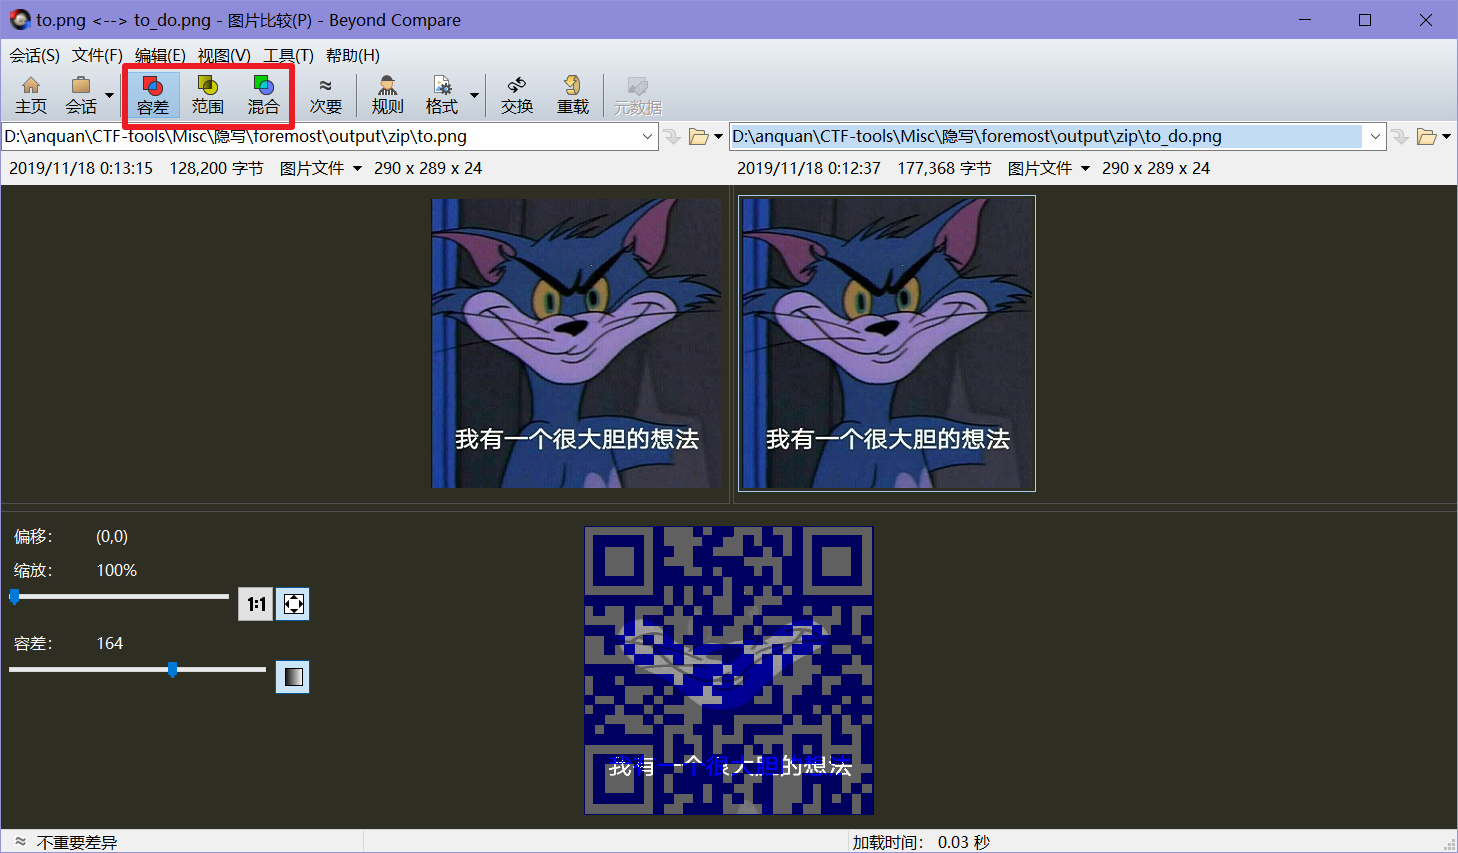 to.png <--> to_do.png - 图片比较(P) - Beyond Compare
会话(S) 文件(F) 编辑(E) 视图(V) 工具(T) 帮助(H)
主页 会话 容差 范围 混合 次要 规则 格式 交换 重载 元数据
D:\anquan\CTF-tools\Misc\隐写\foremost\output\zip\to.png D:\anquan\CTF-tools\Misc\隐写\foremost\output\zip\to_do.png
2019/11/18 0:13:15 128,200 字节 图片文件 290 x 289 x 24 2019/11/18 0:12:37 177,368 字节 图片文件 290 x 289 x 24
我有一个很大胆的想法 我有一个很大胆的想法
偏移: (0,0)
缩放: 100%
1:1
容差: 164
我有一个很大胆的想法
≈ 不重要差异 加载时间: 0.03 秒